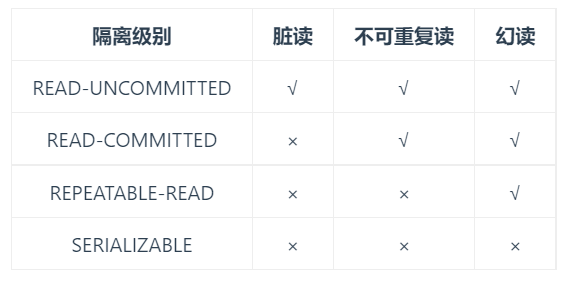 隔离级别 脏读 不可重复读 幻读
READ-UNCOMMITTED √ √ √
READ-COMMITTED × √ √
REPEATABLE-READ × × √
SERIALIZABLE × × ×